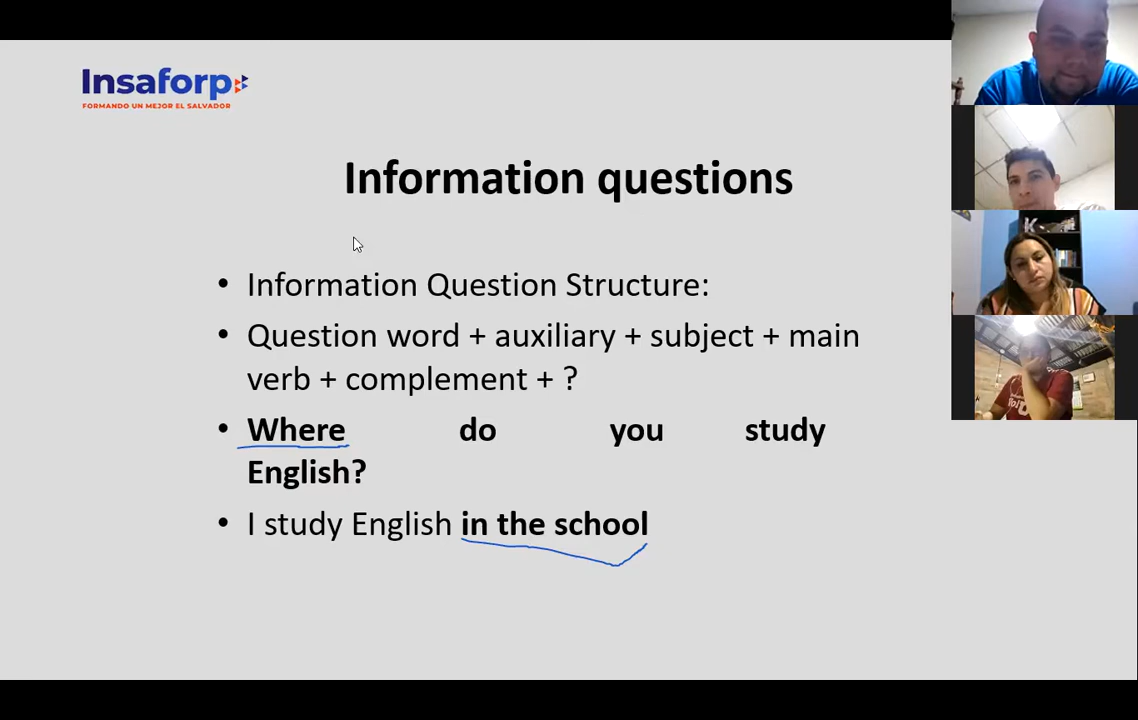 Insaforp
FORMANDO UN MEJOR EL SALVADOR
Information questions
• Information Question Structure:
• Question word + auxiliary + subject + main
verb + complement + ?
• Where do you study
English?
• I study English in the school
K